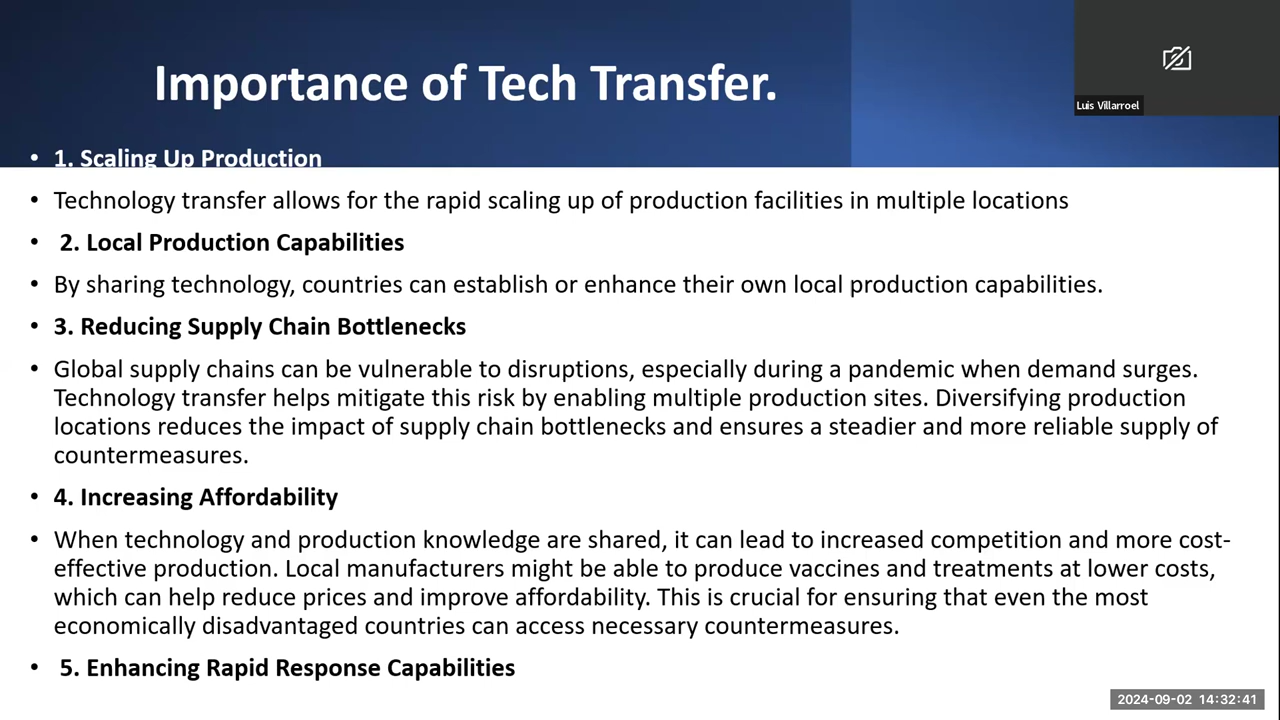 Importance of Tech Transfer.
Luis Villarroel
• 1. Scaling Up Production
• Technology transfer allows for the rapid scaling up of production facilities in multiple locations
• 2. Local Production Capabilities
• By sharing technology, countries can establish or enhance their own local production capabilities.
• 3. Reducing Supply Chain Bottlenecks
• Global supply chains can be vulnerable to disruptions, especially during a pandemic when demand surges.
Technology transfer helps mitigate this risk by enabling multiple production sites. Diversifying production
locations reduces the impact of supply chain bottlenecks and ensures a steadier and more reliable supply of
countermeasures.
• 4. Increasing Affordability
• When technology and production knowledge are shared, it can lead to increased competition and more cost-
effective production. Local manufacturers might be able to produce vaccines and treatments at lower costs,
which can help reduce prices and improve affordability. This is crucial for ensuring that even the most
economically disadvantaged countries can access necessary countermeasures.
• 5. Enhancing Rapid Response Capabilities
2024-09-02 14:32:41